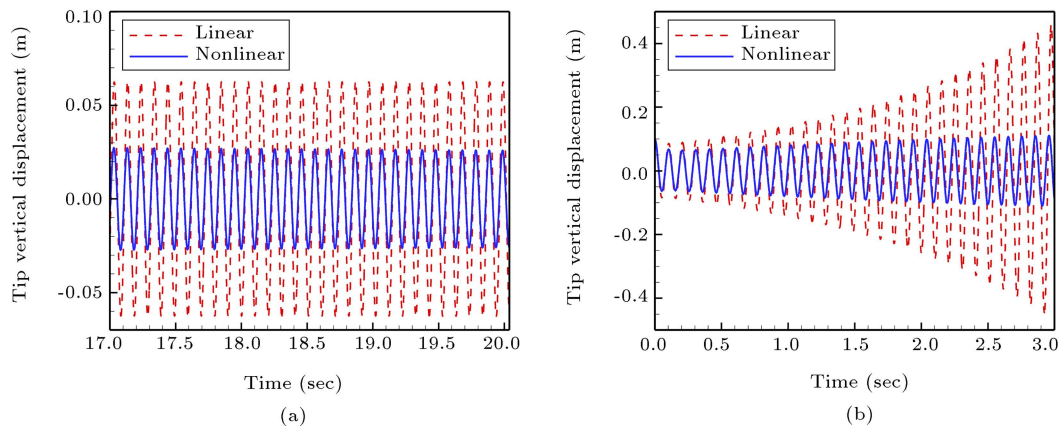 0.10
0.05
0.00
-0.05
Tip vertical displacement (m)
Linear
Nonlinear
17.0 17.5 18.0 18.5 19.0 19.5 20.0
Time (sec)
(a)
0.4
0.2
0.0
-0.2
-0.4
Tip vertical displacement (m)
Linear
Nonlinear
0.0 0.5 1.0 1.5 2.0 2.5 3.0
Time (sec)
(b)